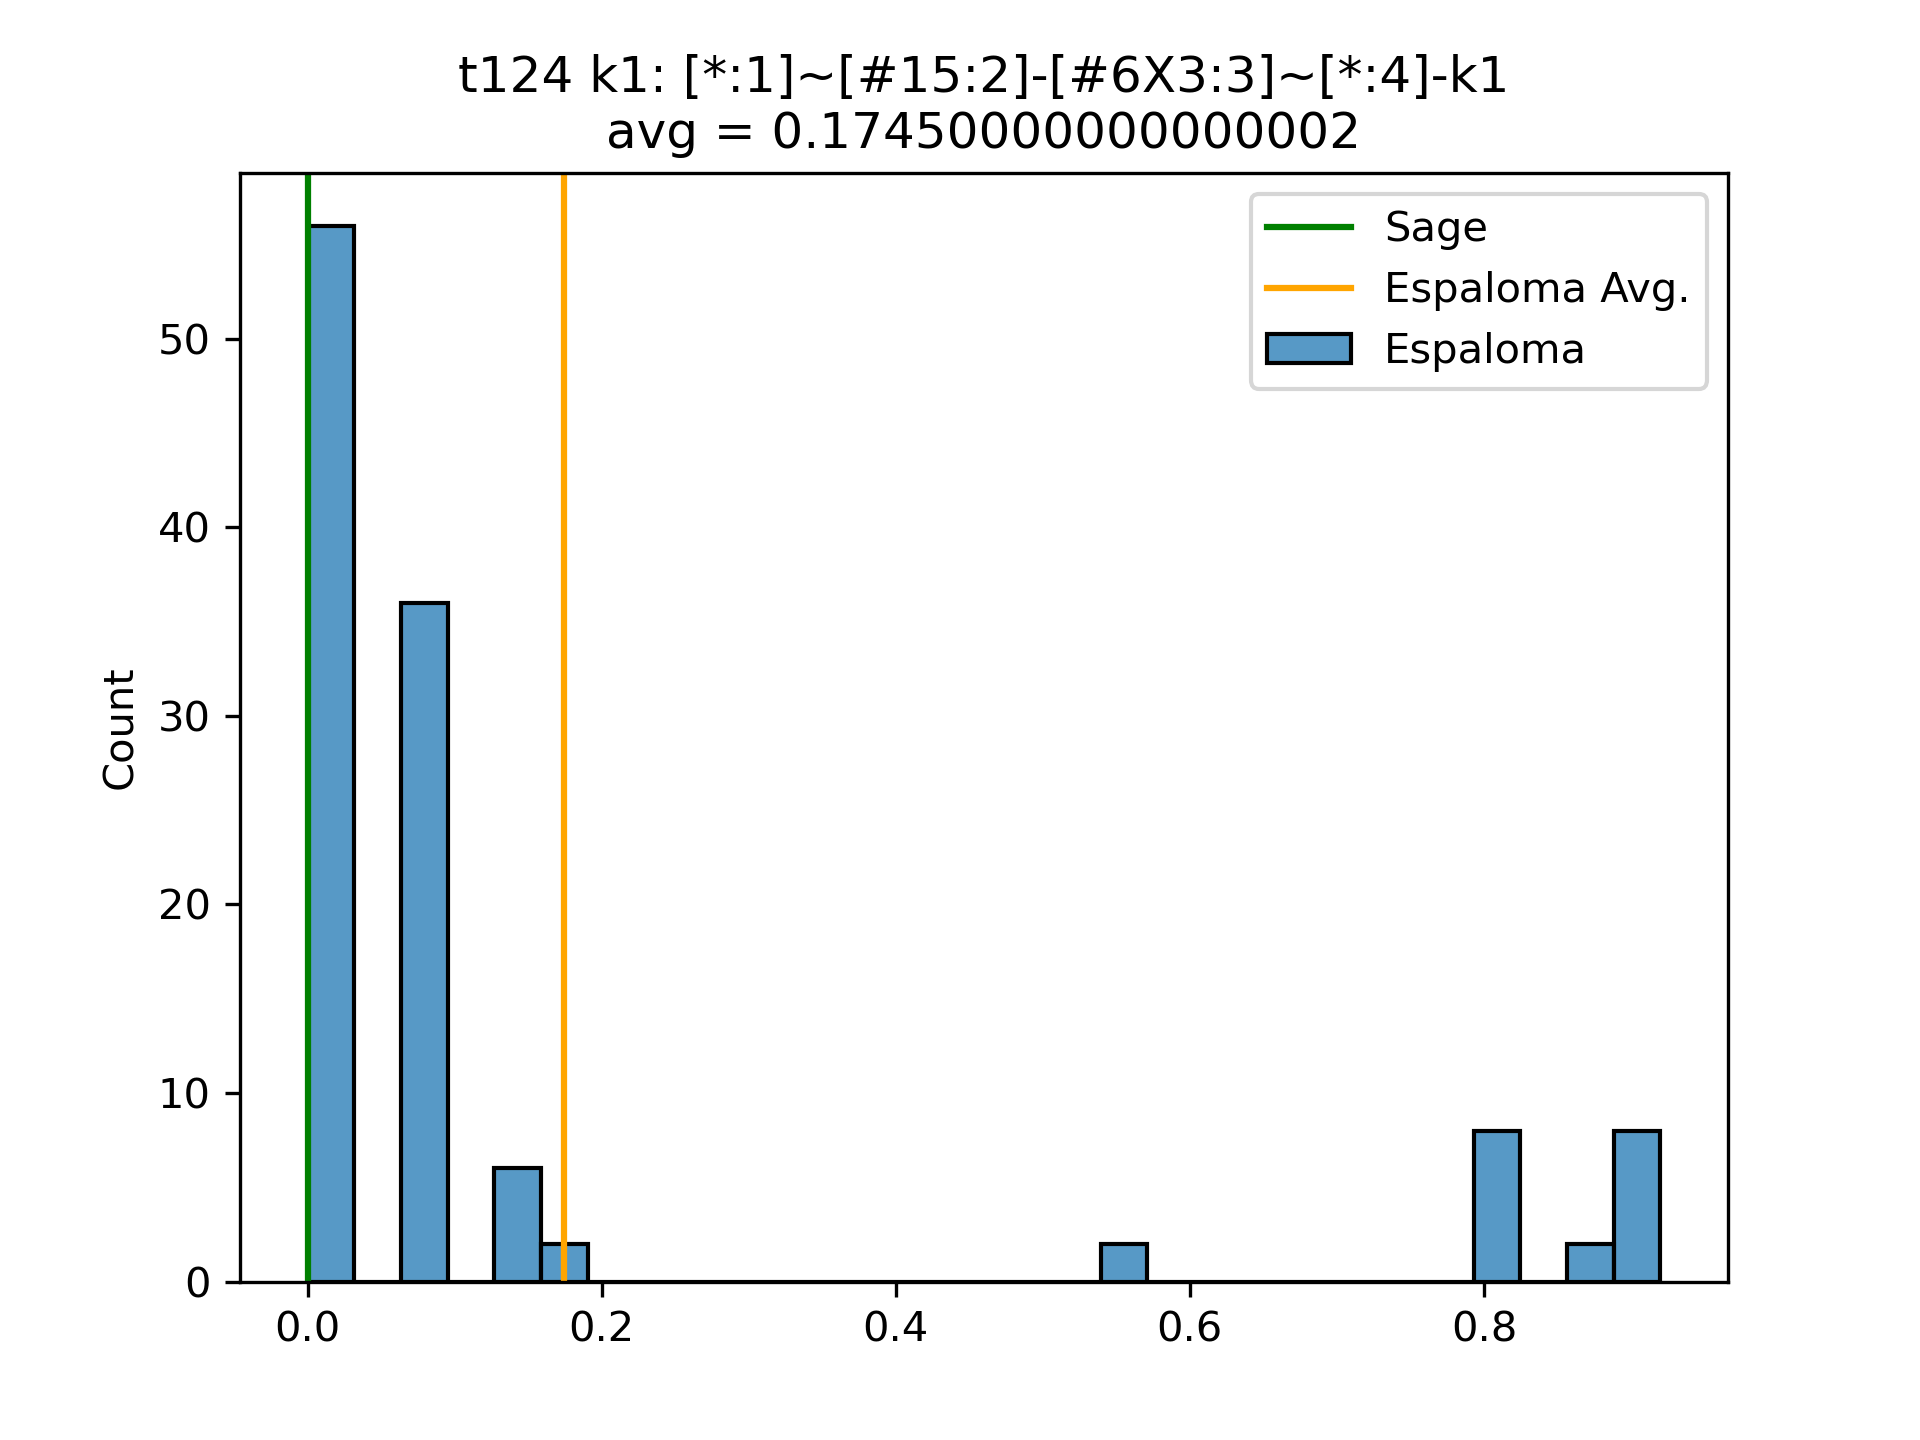 t124 k1: [*:1]~[#15:2]-[#6X3:3]~[*:4]-k1
avg = 0.17450000000000002
Sage
Espaloma Avg.
Espaloma
Count
50
40
30
20
10
0
0.0 0.2 0.4 0.6 0.8